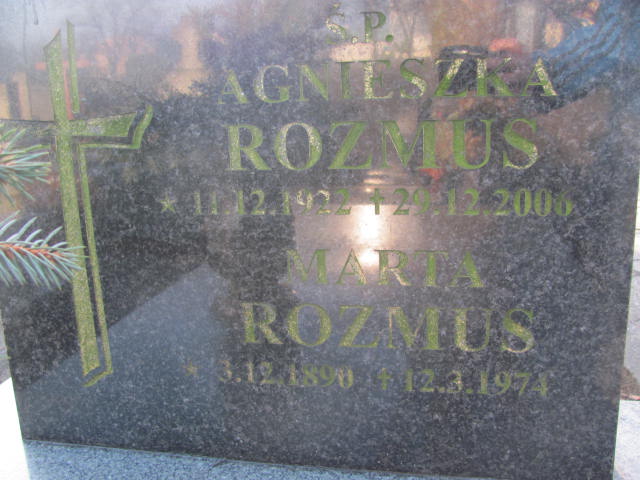 Ś.P.
AGNIESZKA
ROZMUS
★ 11.12.1922 ✝ 29.12.2006
MARTA
ROZMUS
★ 3.12.1890 ✝ 12.3.1974